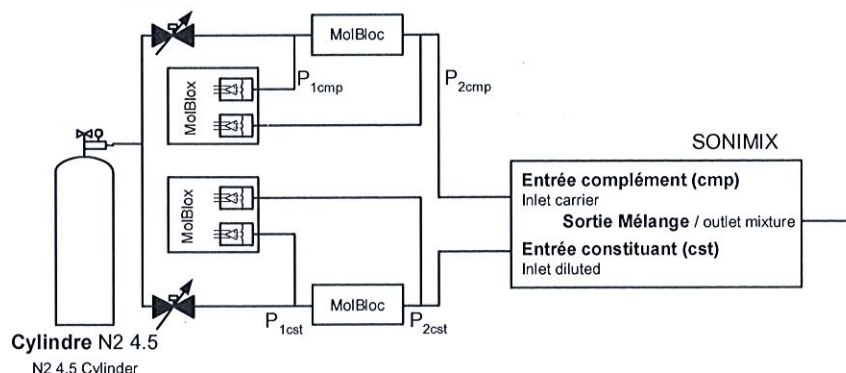 MolBloc
P1cmp
P2cmp
MolBlox
SONIMIX
Entrée complément (cmp)
Inlet carrier
Sortie Mélange / outlet mixture
Entrée constituant (cst)
Inlet diluted
MolBlox
MolBloc
P1cst
P2cst
Cylindre N2 4.5
N2 4.5 Cylinder